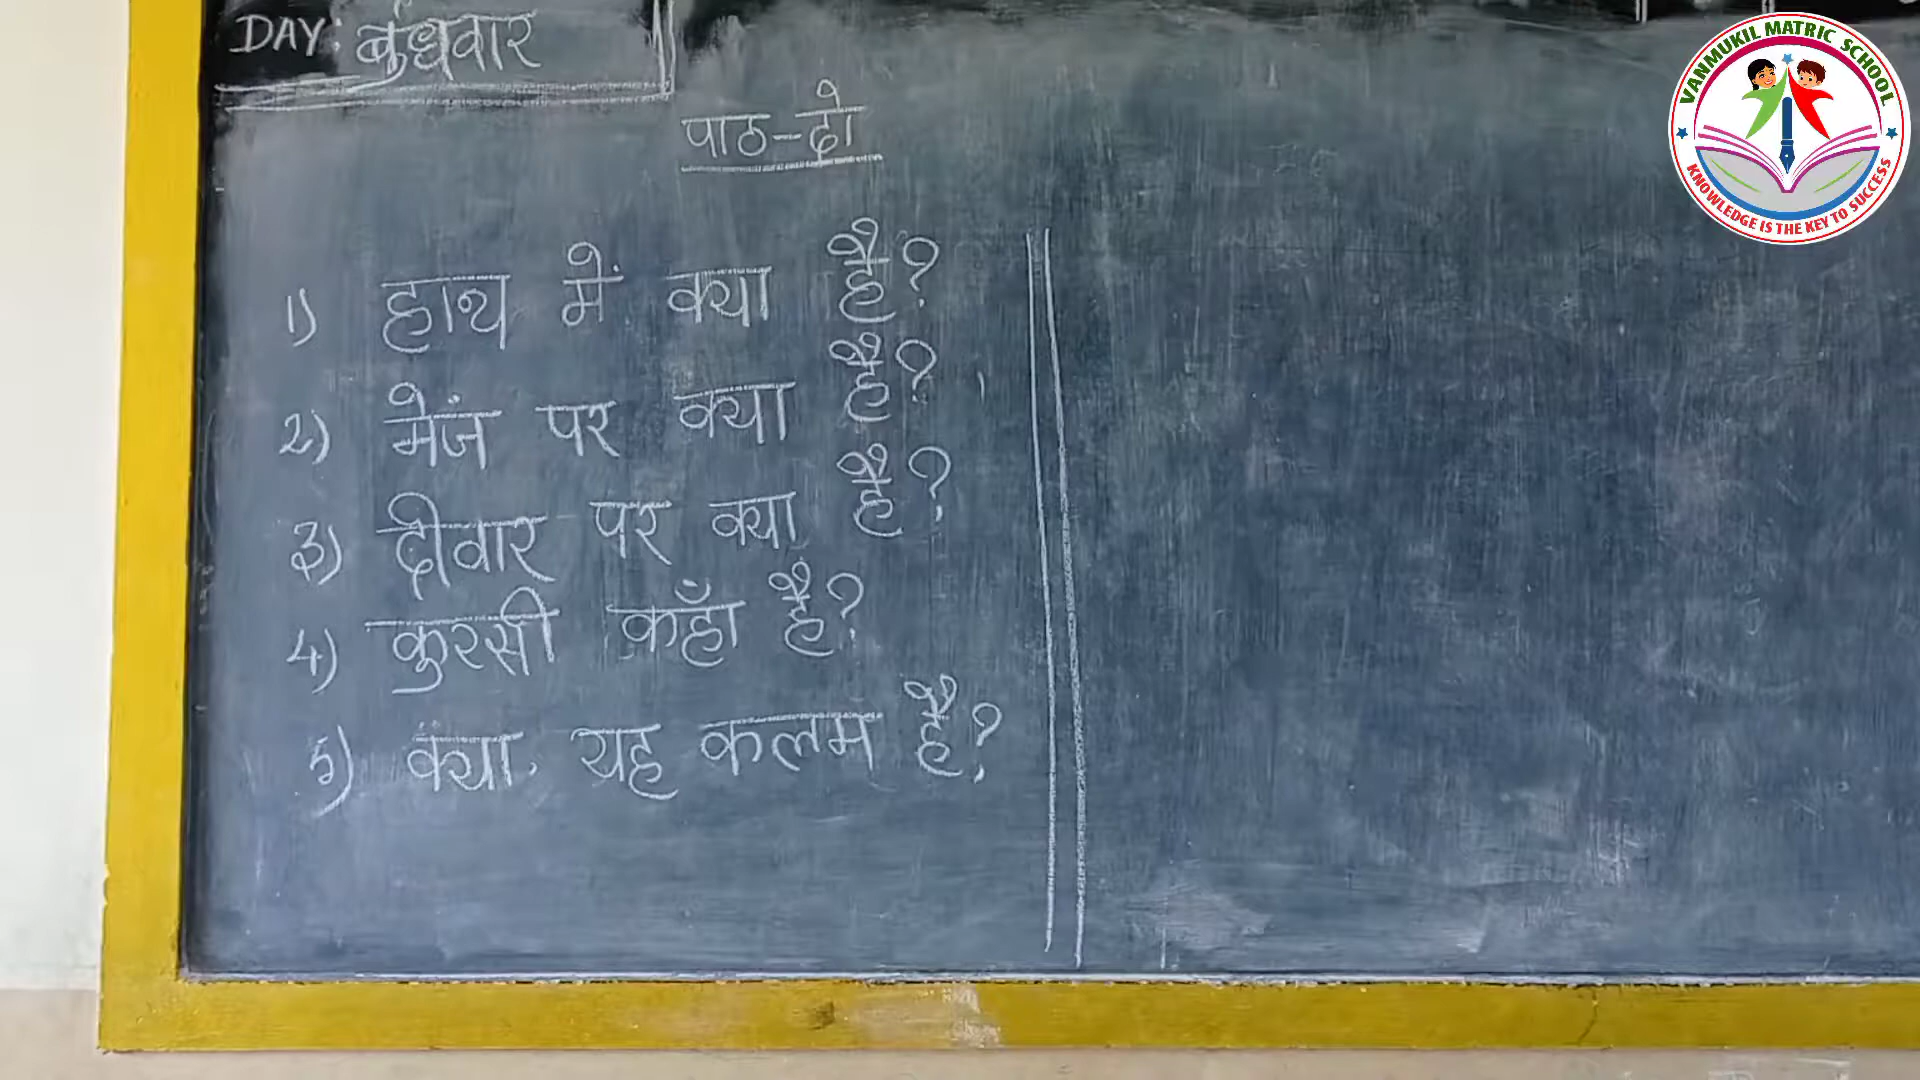 DAY: बुधवार
पाठ-दो
1) हाथ में क्या है?
2) मेज पर क्या है?
3) दीवार पर क्या है?
4) कुरसी कहाँ है?
5) क्या यह कलम है?
VANMUKIL MATRIC SCHOOL
KNOWLEDGE IS THE KEY TO SUCCESS